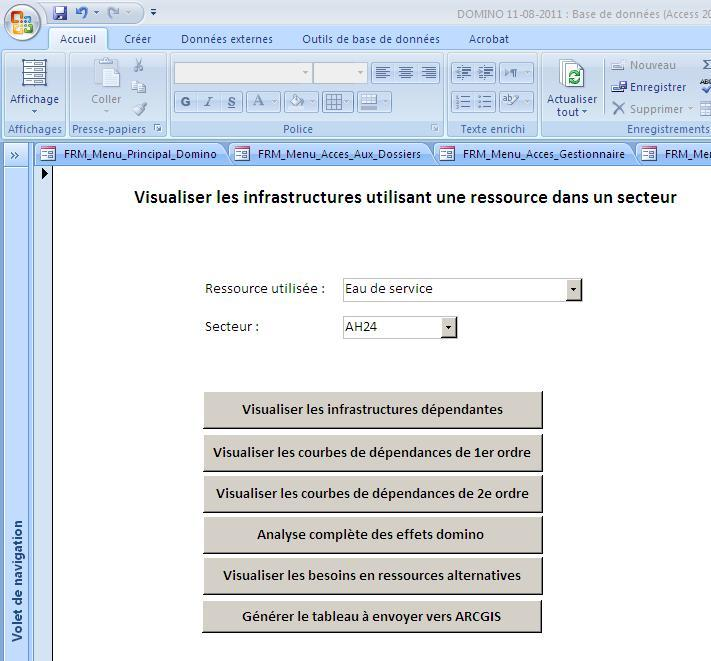 DOMINO 11-08-2011 : Base de données (Access 20
Accueil Créer Données externes Outils de base de données Acrobat
Affichage Coller G I S A Actualiser tout Nouveau Enregistrer Supprimer Σ ABC
Affichages Presse-papiers Police Texte enrichi Enregistrements
» FRM_Menu_Principal_Domino FRM_Menu_Acces_Aux_Dossiers FRM_Menu_Acces_Gestionnaire FRM_Me
Visualiser les infrastructures utilisant une ressource dans un secteur
Ressource utilisée : Eau de service
Secteur : AH24
Visualiser les infrastructures dépendantes
Visualiser les courbes de dépendances de 1er ordre
Visualiser les courbes de dépendances de 2e ordre
Analyse complète des effets domino
Visualiser les besoins en ressources alternatives
Générer le tableau à envoyer vers ARCGIS
Volet de navigation